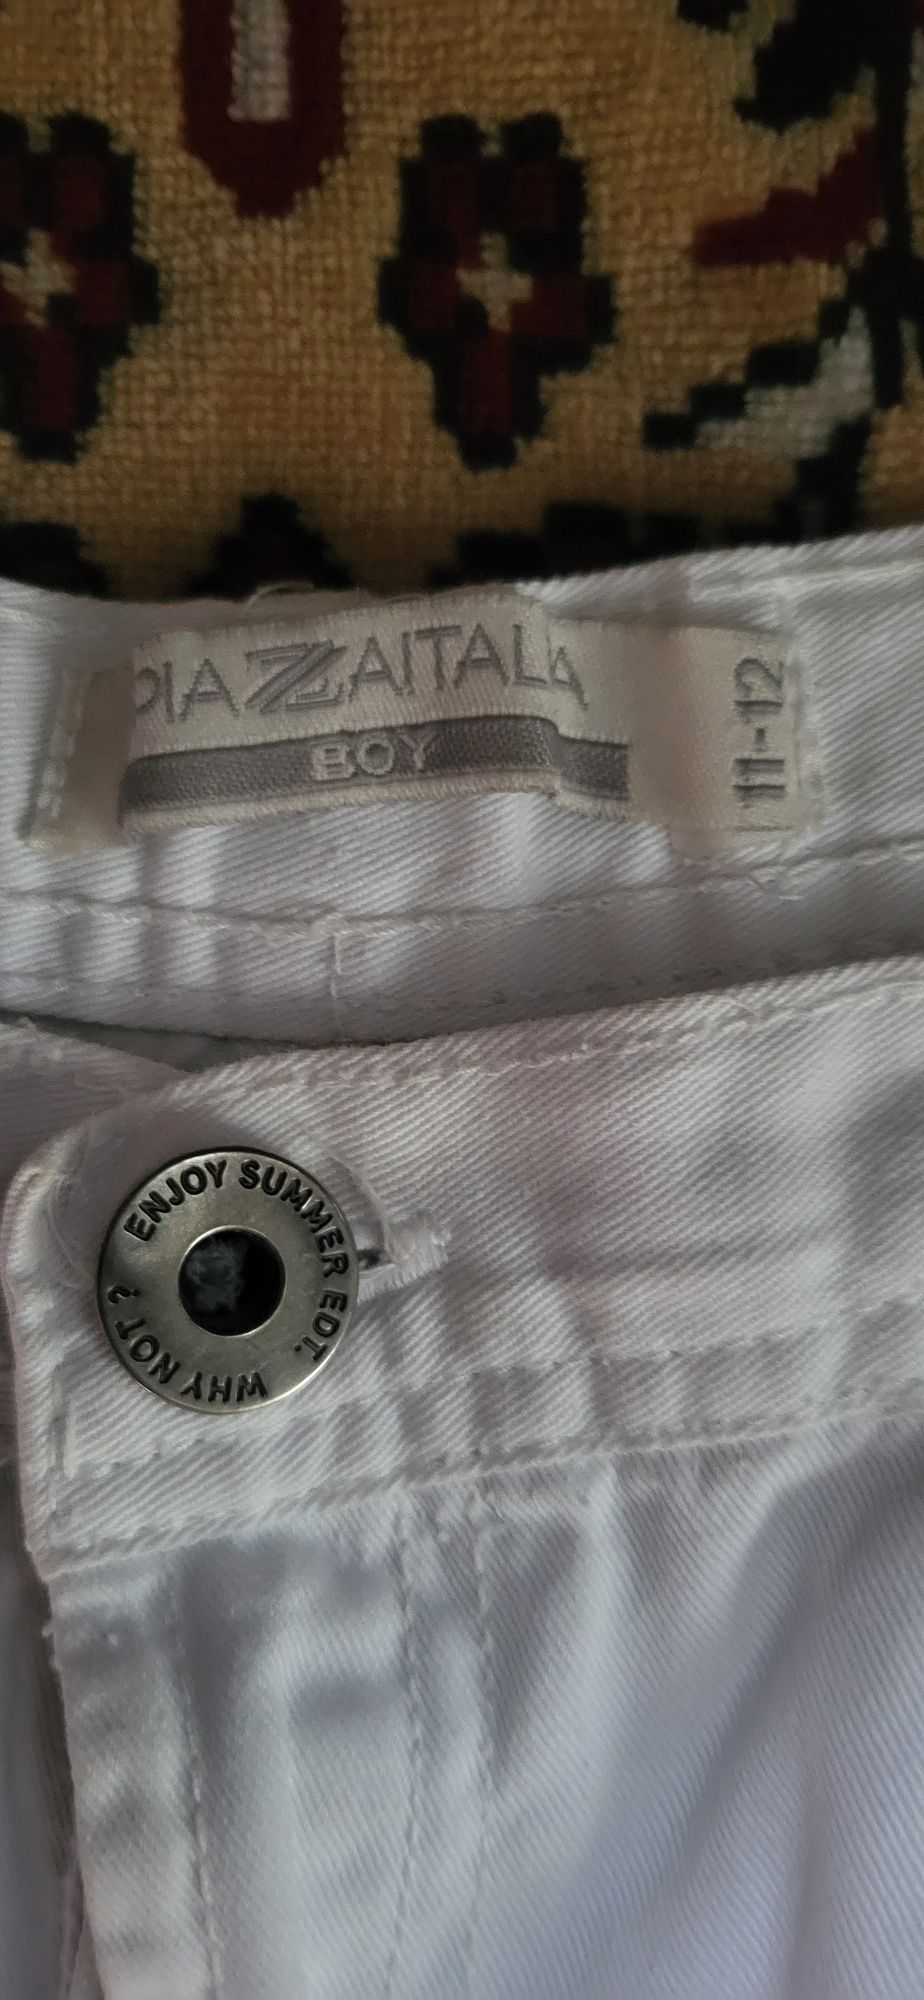 PIAZZAITALIA
BOY
11-12
ENJOY SUMMER EDT.
WHY NOT ?